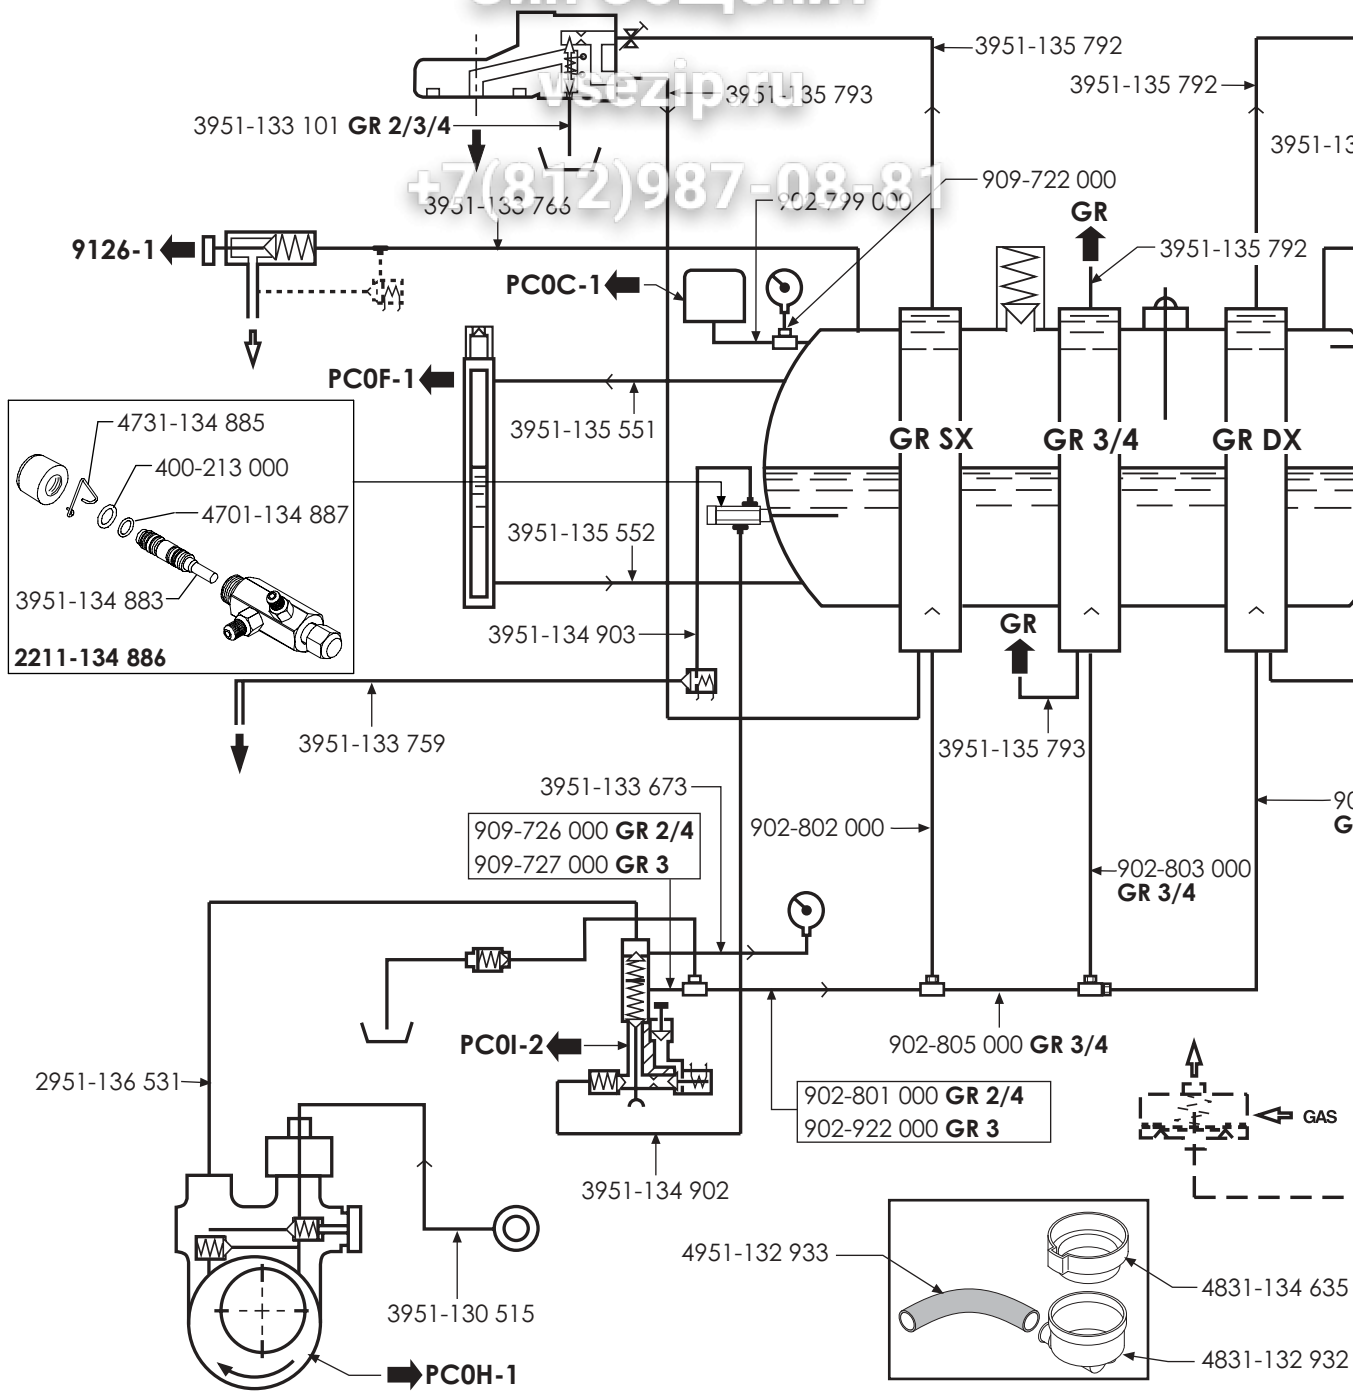 vsezip.ru
+7(812)987-08-81
3951-135 792
3951-135 792
3951-135 793
3951-133 101 GR 2/3/4
3951-13
909-722 000
902-799 000
3951-133 766
GR
3951-135 792
9126-1
PC0C-1
PC0F-1
3951-135 551
GR SX
GR 3/4
GR DX
4731-134 885
400-213 000
4701-134 887
3951-134 883
2211-134 886
3951-135 552
3951-134 903
GR
3951-133 759
3951-135 793
3951-133 673
909-726 000 GR 2/4
909-727 000 GR 3
902-802 000
90
G
902-803 000
GR 3/4
PC0I-2
902-805 000 GR 3/4
2951-136 531
902-801 000 GR 2/4
902-922 000 GR 3
GAS
3951-134 902
4951-132 933
4831-134 635
3951-130 515
4831-132 932
PC0H-1